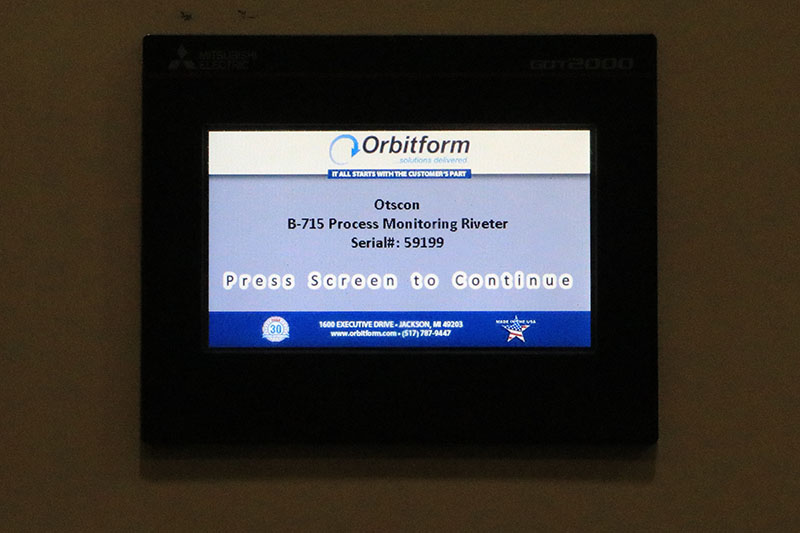 MITSUBISHI
ELECTRIC
GOT2000
Orbitform
...solutions delivered
IT ALL STARTS WITH THE CUSTOMER'S PART
Otscon
B-715 Process Monitoring Riveter
Serial#: 59199
Press Screen to Continue
30
1600 EXECUTIVE DRIVE • JACKSON, MI 49203
www.orbitform.com • (517) 787-9447
MADE IN THE USA